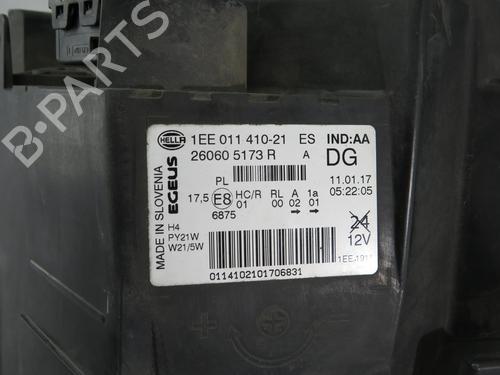 HELLA
1EE 011 410-21 ES IND:AA
26060 5173 R A DG
PL
11.01.17
05:22:05
17,5 E8 HC/R RL A 1a
01 00 02 01
6875
MADE IN SLOVENIA
EGEUS
H4
PY21W
W21/5W
24
12V
0114102101706831